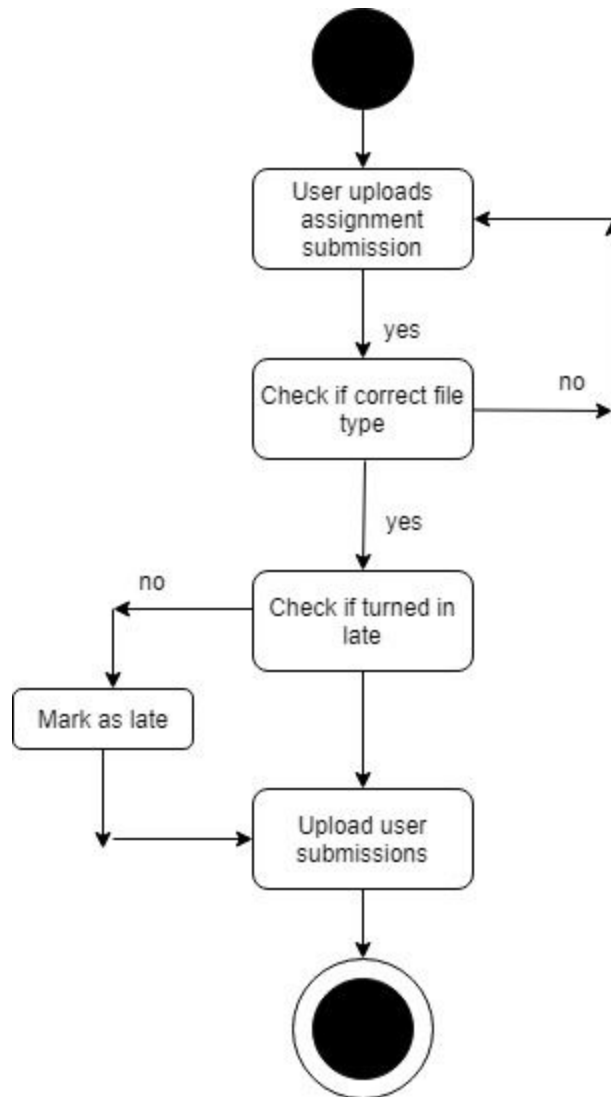 User uploads
assignment
submission
yes
Check if correct file
type
no
yes
no
Check if turned in
late
Mark as late
Upload user
submissions